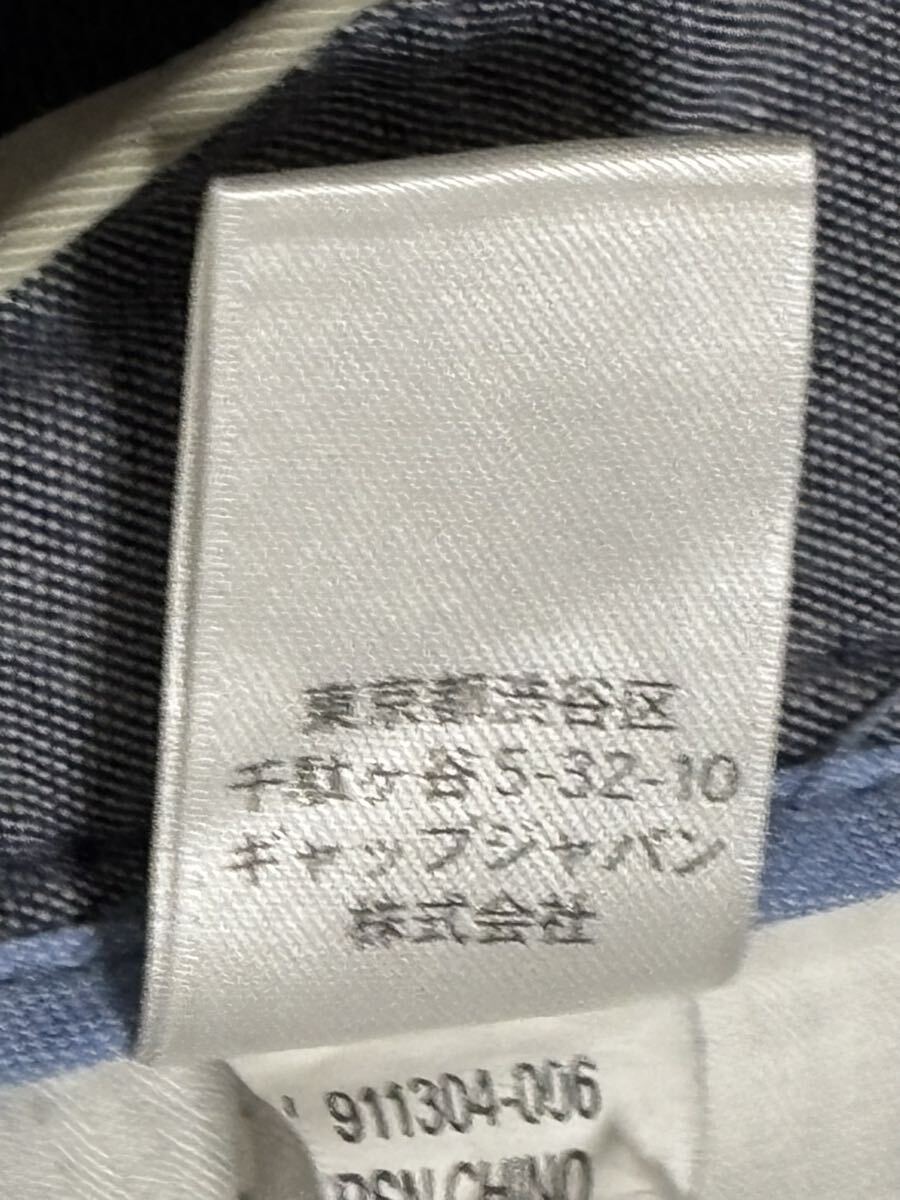 東京都渋谷区
千駄ヶ谷5-32-10
ギャップジャパン
株式会社
911304-006
CHINO